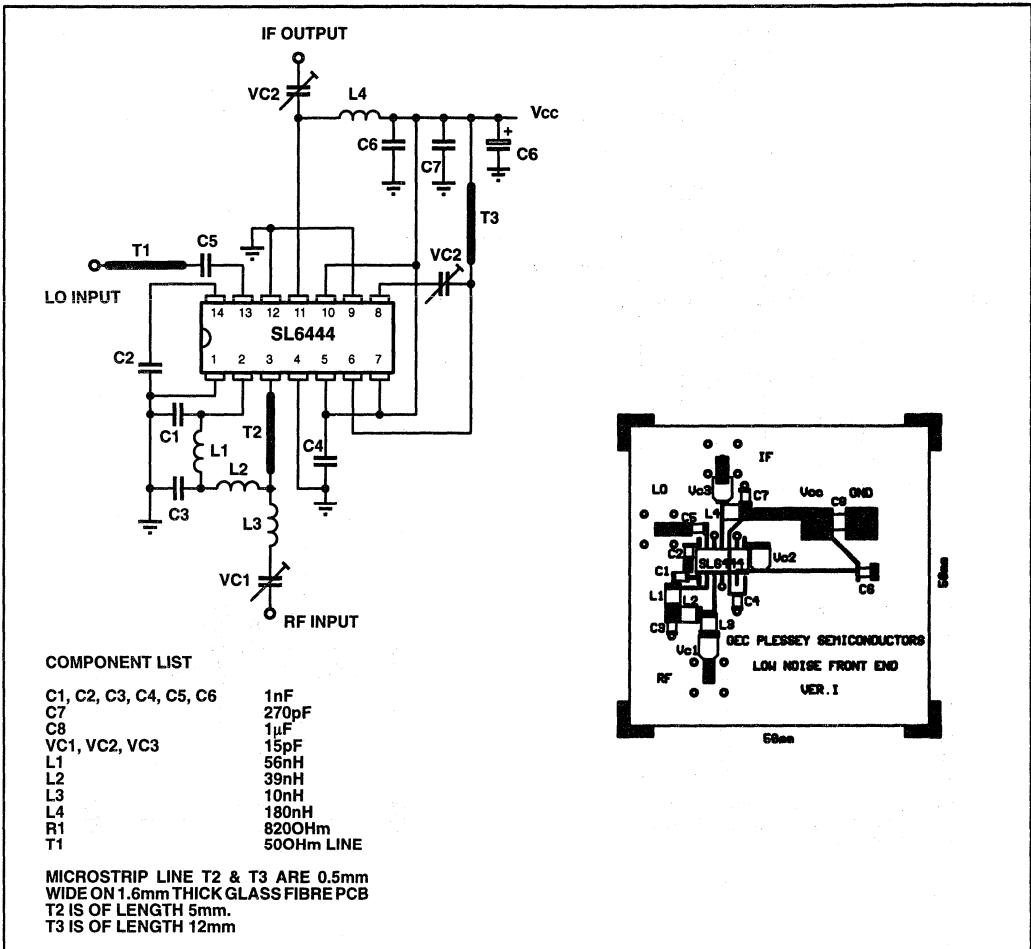 IF OUTPUT
VC2
L4
VCC
C6
C7
+
C6
T3
T1
C5
VC2
LO INPUT
14 13 12 11 10 9 8
SL6444
1 2 3 4 5 6 7
C2
C1
L1
T2
C4
L2
C3
L3
VC1
RF INPUT
IF
LO
Vc3
C7
Vcc
GND
L4
C8
C5
C2
SL6444
Vc2
C1
C6
L1
L2
C4
C3
L3
Vc1
GEC PLESSEY SEMICONDUCTORS
LOW NOISE FRONT END
RF
VER.I
50mm
50mm
COMPONENT LIST
C1, C2, C3, C4, C5, C6 1nF
C7 270pF
C8 1µF
VC1, VC2, VC3 15pF
L1 56nH
L2 39nH
L3 10nH
L4 180nH
R1 820OHm
T1 50OHm LINE
MICROSTRIP LINE T2 & T3 ARE 0.5mm
WIDE ON 1.6mm THICK GLASS FIBRE PCB
T2 IS OF LENGTH 5mm.
T3 IS OF LENGTH 12mm